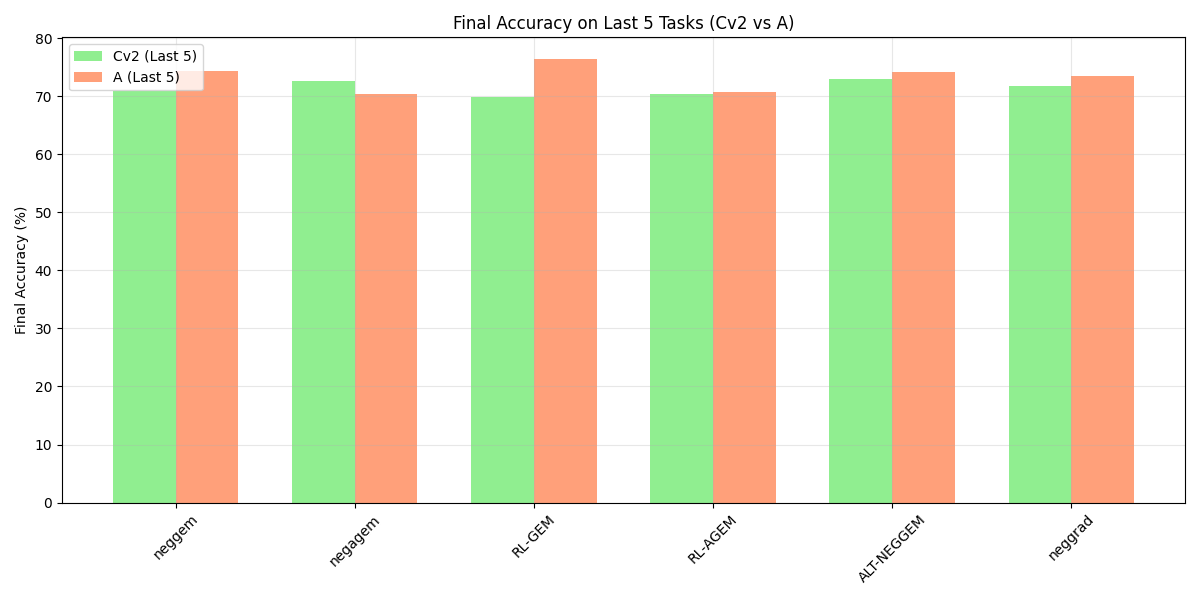 Final Accuracy on Last 5 Tasks (Cv2 vs A)
Cv2 (Last 5)
A (Last 5)
Final Accuracy (%)
80
70
60
50
40
30
20
10
0
neggem
negagem
RL-GEM
RL-AGEM
ALT-NEGGEM
neggrad